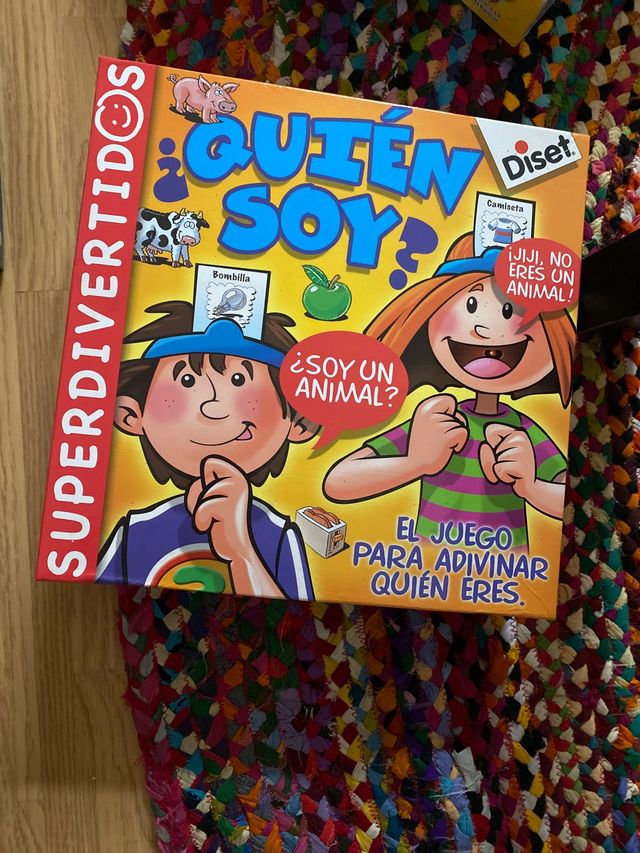 SUPERDIVERTIDOS
¿QUIÉN
SOY?
Diset
Camiseta
¡JIJI, NO
ERES UN
ANIMAL!
Bombilla
¿SOY UN
ANIMAL?
EL JUEGO
PARA ADIVINAR
QUIÉN ERES.